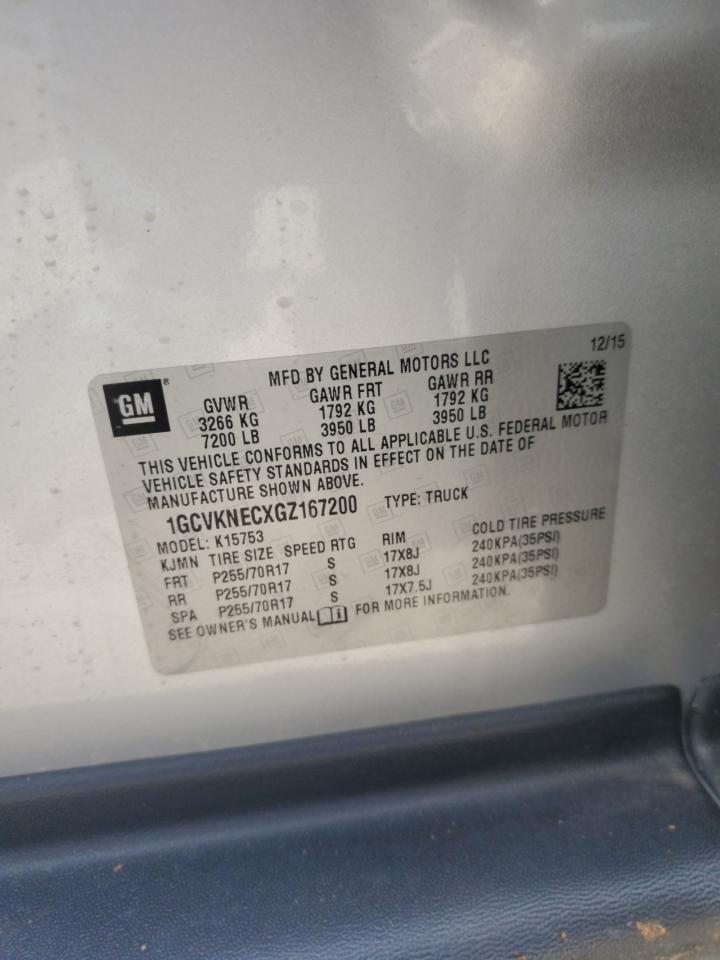 12/15
MFD BY GENERAL MOTORS LLC
GM®
GVWR GAWR FRT GAWR RR
3266 KG 1792 KG 1792 KG
7200 LB 3950 LB 3950 LB
THIS VEHICLE CONFORMS TO ALL APPLICABLE U.S. FEDERAL MOTOR
VEHICLE SAFETY STANDARDS IN EFFECT ON THE DATE OF
MANUFACTURE SHOWN ABOVE.
1GCVKNECXGZ167200 TYPE: TRUCK
MODEL: K15753
KJMN TIRE SIZE SPEED RTG RIM COLD TIRE PRESSURE
FRT P255/70R17 S 17X8J 240KPA(35PSI)
RR P255/70R17 S 17X8J 240KPA(35PSI)
SPA P255/70R17 S 17X7.5J 240KPA(35PSI)
SEE OWNER'S MANUAL FOR MORE INFORMATION.